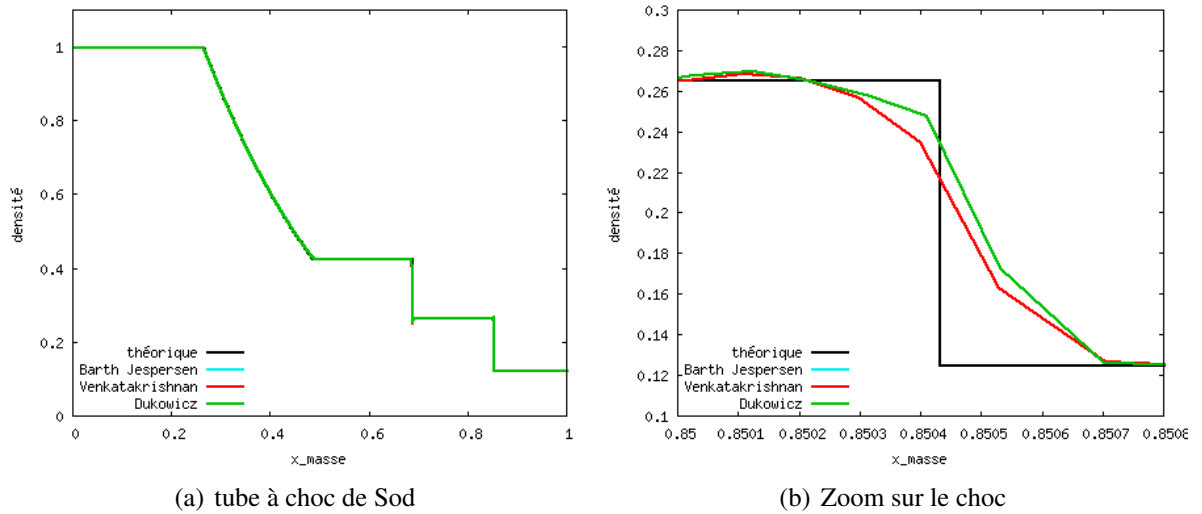 1
0.8
0.6
0.4
0.2
0
0
0.2
0.4
0.6
0.8
1
densité
x_masse
théorique
Barth Jespersen
Venkatakrishnan
Dukowicz
(a) tube à choc de Sod
0.3
0.28
0.26
0.24
0.22
0.2
0.18
0.16
0.14
0.12
0.1
0.85
0.8501
0.8502
0.8503
0.8504
0.8505
0.8506
0.8507
0.8508
densité
x_masse
théorique
Barth Jespersen
Venkatakrishnan
Dukowicz
(b) Zoom sur le choc